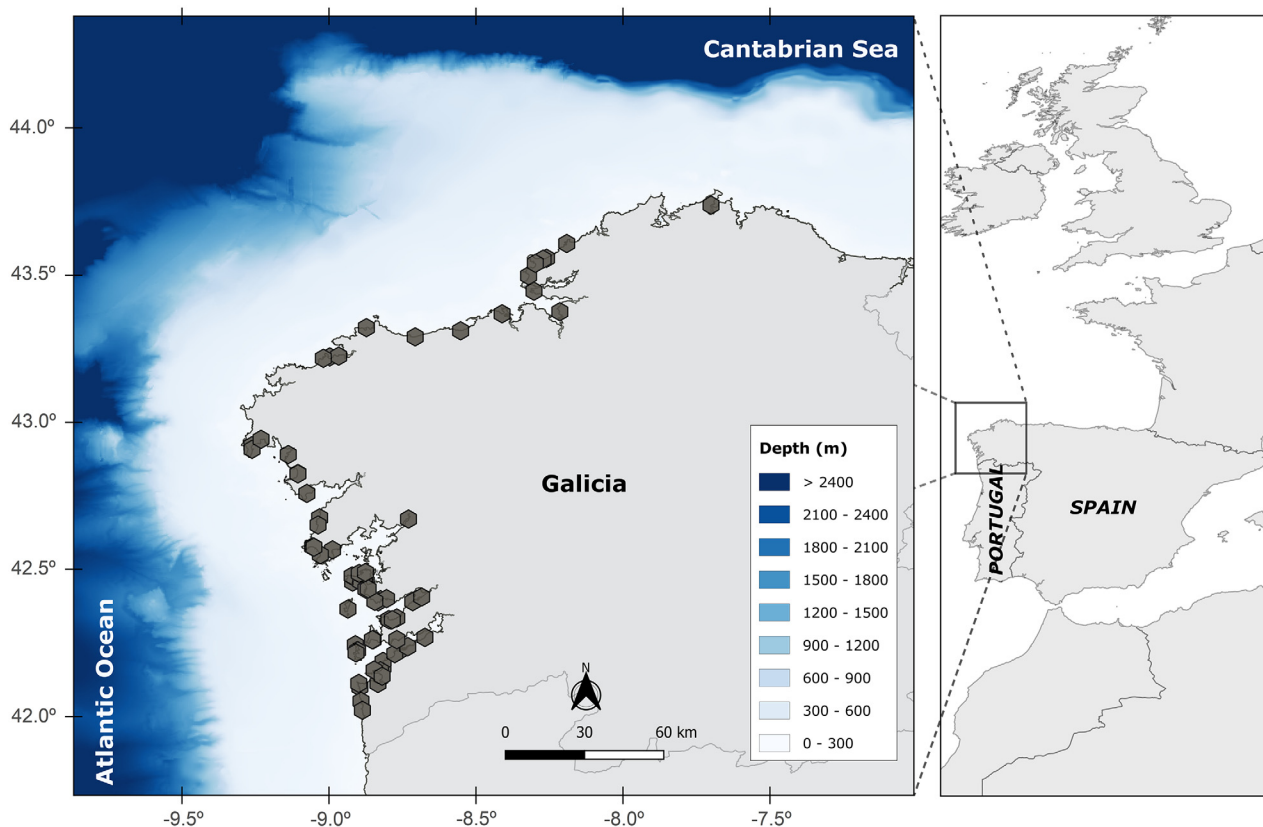 Cantabrian Sea
44.0º
43.5º
43.0º
42.5º
42.0º
Atlantic Ocean
Galicia
Depth (m)
> 2400
2100 - 2400
1800 - 2100
1500 - 1800
1200 - 1500
900 - 1200
600 - 900
300 - 600
0 - 300
N
0 30 60 km
-9.5º -9.0º -8.5º -8.0º -7.5º
PORTUGAL
SPAIN